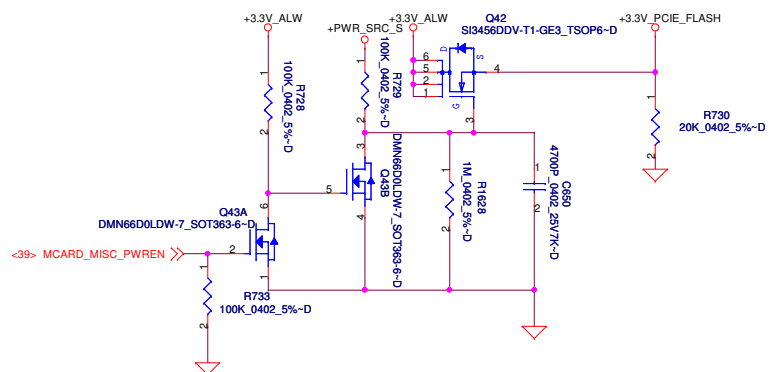 +3.3V_ALW
+PWR_SRC_S
+3.3V_ALW
Q42
SI3456DDV-T1-GE3_TSOP6~D
+3.3V_PCIE_FLASH
1
R728
100K_0402_5%~D
2
1
R729
100K_0402_5%~D
2
6
5
2
1
D
S
G
4
3
1
R730
20K_0402_5%~D
2
3
5
Q43B
DMN66D0LDW-7_SOT363-6~D
4
1
R1628
1M_0402_5%~D
2
1
C650
4700P_0402_25V7K~D
2
Q43A
DMN66D0LDW-7_SOT363-6~D
6
<39> MCARD_MISC_PWREN
2
1
1
R733
100K_0402_5%~D
2